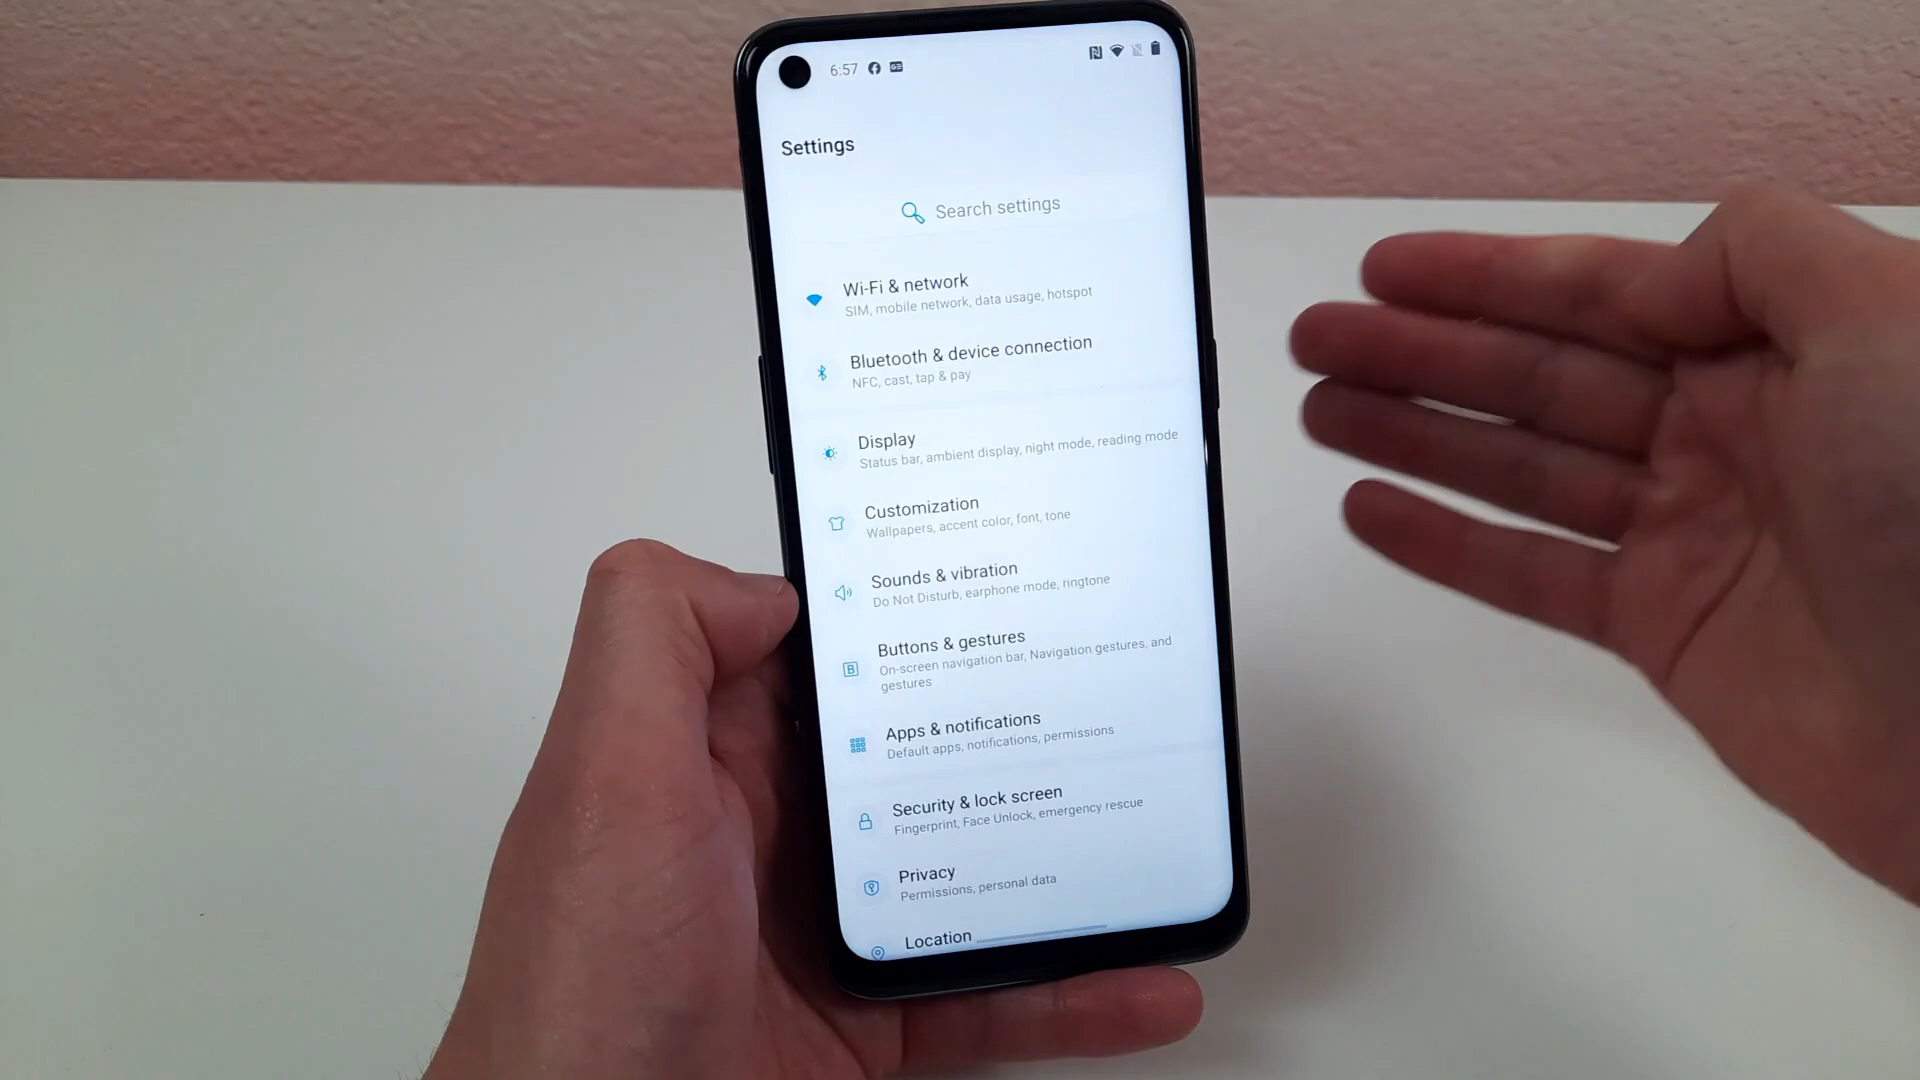 6:57
Settings
Search settings
Wi-Fi & network
SIM, mobile network, data usage, hotspot
Bluetooth & device connection
NFC, cast, tap & pay
Display
Status bar, ambient display, night mode, reading mode
Customization
Wallpapers, accent color, font, tone
Sounds & vibration
Do Not Disturb, earphone mode, ringtone
Buttons & gestures
On-screen navigation bar, Navigation gestures, and
gestures
Apps & notifications
Default apps, notifications, permissions
Security & lock screen
Fingerprint, Face Unlock, emergency rescue
Privacy
Permissions, personal data
Location